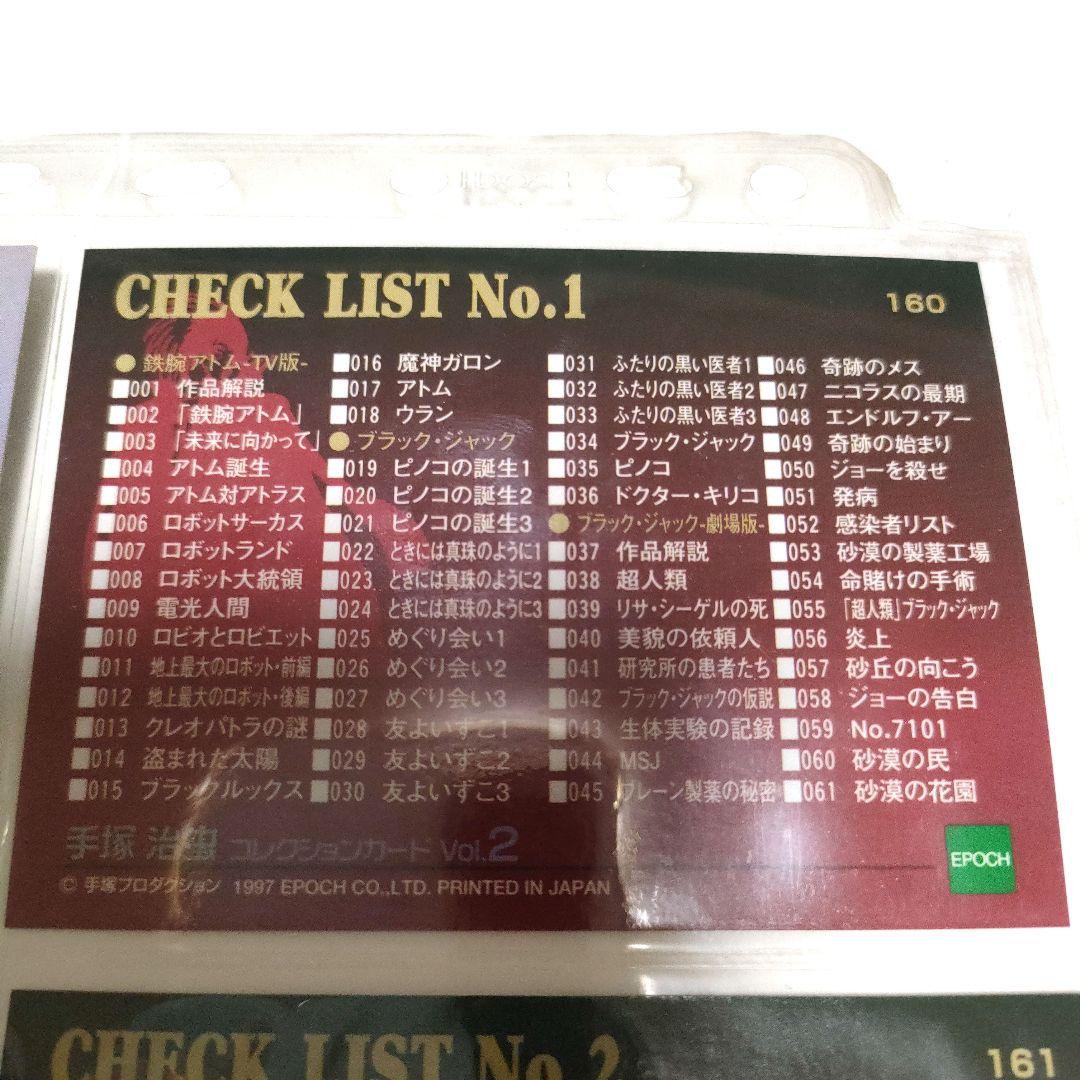 CHECK LIST No.1
160
● 鉄腕アトム-TV版-
001 作品解説
002 「鉄腕アトム」
003 「未来に向かって」
004 アトム誕生
005 アトム対アトラス
006 ロボットサーカス
007 ロボットランド
008 ロボット大統領
009 電光人間
010 ロビオとロビエット
011 地上最大のロボット・前編
012 地上最大のロボット・後編
013 クレオパトラの謎
014 盗まれた太陽
015 ブラックルックス
016 魔神ガロン
017 アトム
018 ウラン
● ブラック・ジャック
019 ピノコの誕生1
020 ピノコの誕生2
021 ピノコの誕生3
022 ときには真珠のように1
023 ときには真珠のように2
024 ときには真珠のように3
025 めぐり会い1
026 めぐり会い2
027 めぐり会い3
028 友よいずこ1
029 友よいずこ2
030 友よいずこ3
031 ふたりの黒い医者1
032 ふたりの黒い医者2
033 ふたりの黒い医者3
034 ブラック・ジャック
035 ピノコ
036 ドクター・キリコ
● ブラック・ジャック-劇場版-
037 作品解説
038 超人類
039 リサ・シーゲルの死
040 美貌の依頼人
041 研究所の患者たち
042 ブラック・ジャックの仮説
043 生体実験の記録
044 MSJ
045 ブレーン製薬の秘密
046 奇跡のメス
047 ニコラスの最期
048 エンドルフ・アー
049 奇跡の始まり
050 ジョーを殺せ
051 発病
052 感染者リスト
053 砂漠の製薬工場
054 命賭けの手術
055 「超人類」ブラック・ジャック
056 炎上
057 砂丘の向こう
058 ジョーの告白
059 No.7101
060 砂漠の民
061 砂漠の花園
手塚 治虫 コレクションカード Vol.2
EPOCH
© 手塚プロダクション 1997 EPOCH CO.,LTD. PRINTED IN JAPAN
CHECK LIST No.2
161